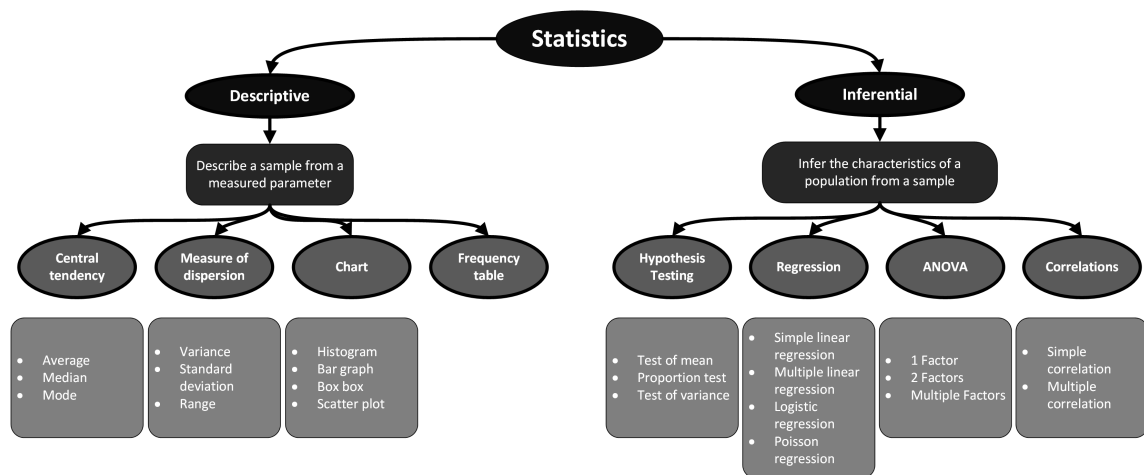 Statistics
Descriptive
Inferential
Describe a sample from a
measured parameter
Infer the characteristics of a
population from a sample
Central
tendency
Measure of
dispersion
Chart
Frequency
table
Hypothesis
Testing
Regression
ANOVA
Correlations
• Average
• Median
• Mode
• Variance
• Standard
deviation
• Range
• Histogram
• Bar graph
• Box box
• Scatter plot
• Test of mean
• Proportion test
• Test of variance
• Simple linear
regression
• Multiple linear
regression
• Logistic
regression
• Poisson
regression
• 1 Factor
• 2 Factors
• Multiple Factors
• Simple
correlation
• Multiple
correlation